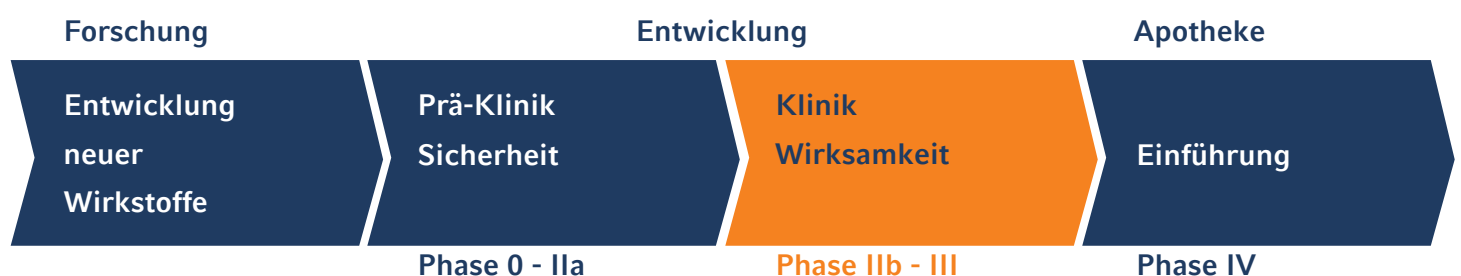 Forschung
Entwicklung
Apotheke
Entwicklung
neuer
Wirkstoffe
Prä-Klinik
Sicherheit
Klinik
Wirksamkeit
Einführung
Phase 0 - IIa
Phase IIb - III
Phase IV